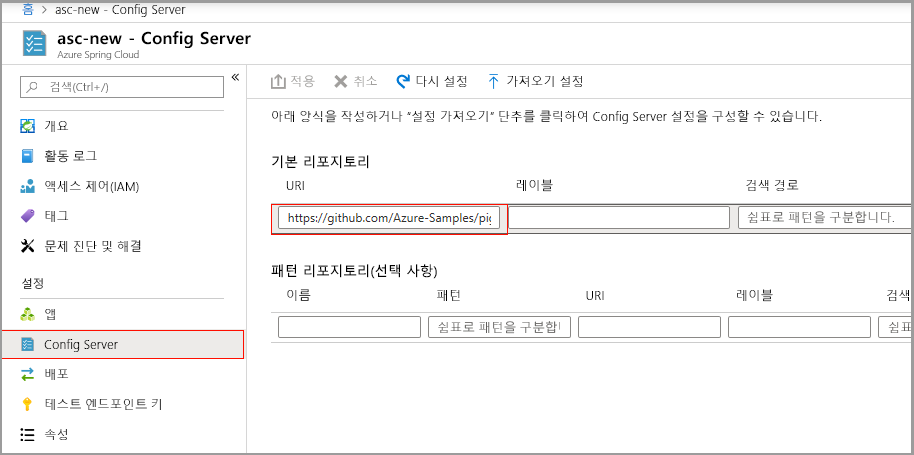 홈 > asc-new - Config Server
asc-new - Config Server
Azure Spring Cloud
검색(Ctrl+/)
«
적용 취소 다시 설정 가져오기 설정
아래 양식을 작성하거나 "설정 가져오기" 단추를 클릭하여 Config Server 설정을 구성할 수 있습니다.
개요
활동 로그
액세스 제어(IAM)
태그
문제 진단 및 해결
설정
앱
Config Server
배포
테스트 엔드포인트 키
속성
기본 리포지토리
URI 레이블 검색 경로
https://github.com/Azure-Samples/pig 쉼표로 패턴을 구분합니다.
패턴 리포지토리(선택 사항)
이름 패턴 URI 레이블 검색
쉼표로 패턴을 구분합니 쉼표